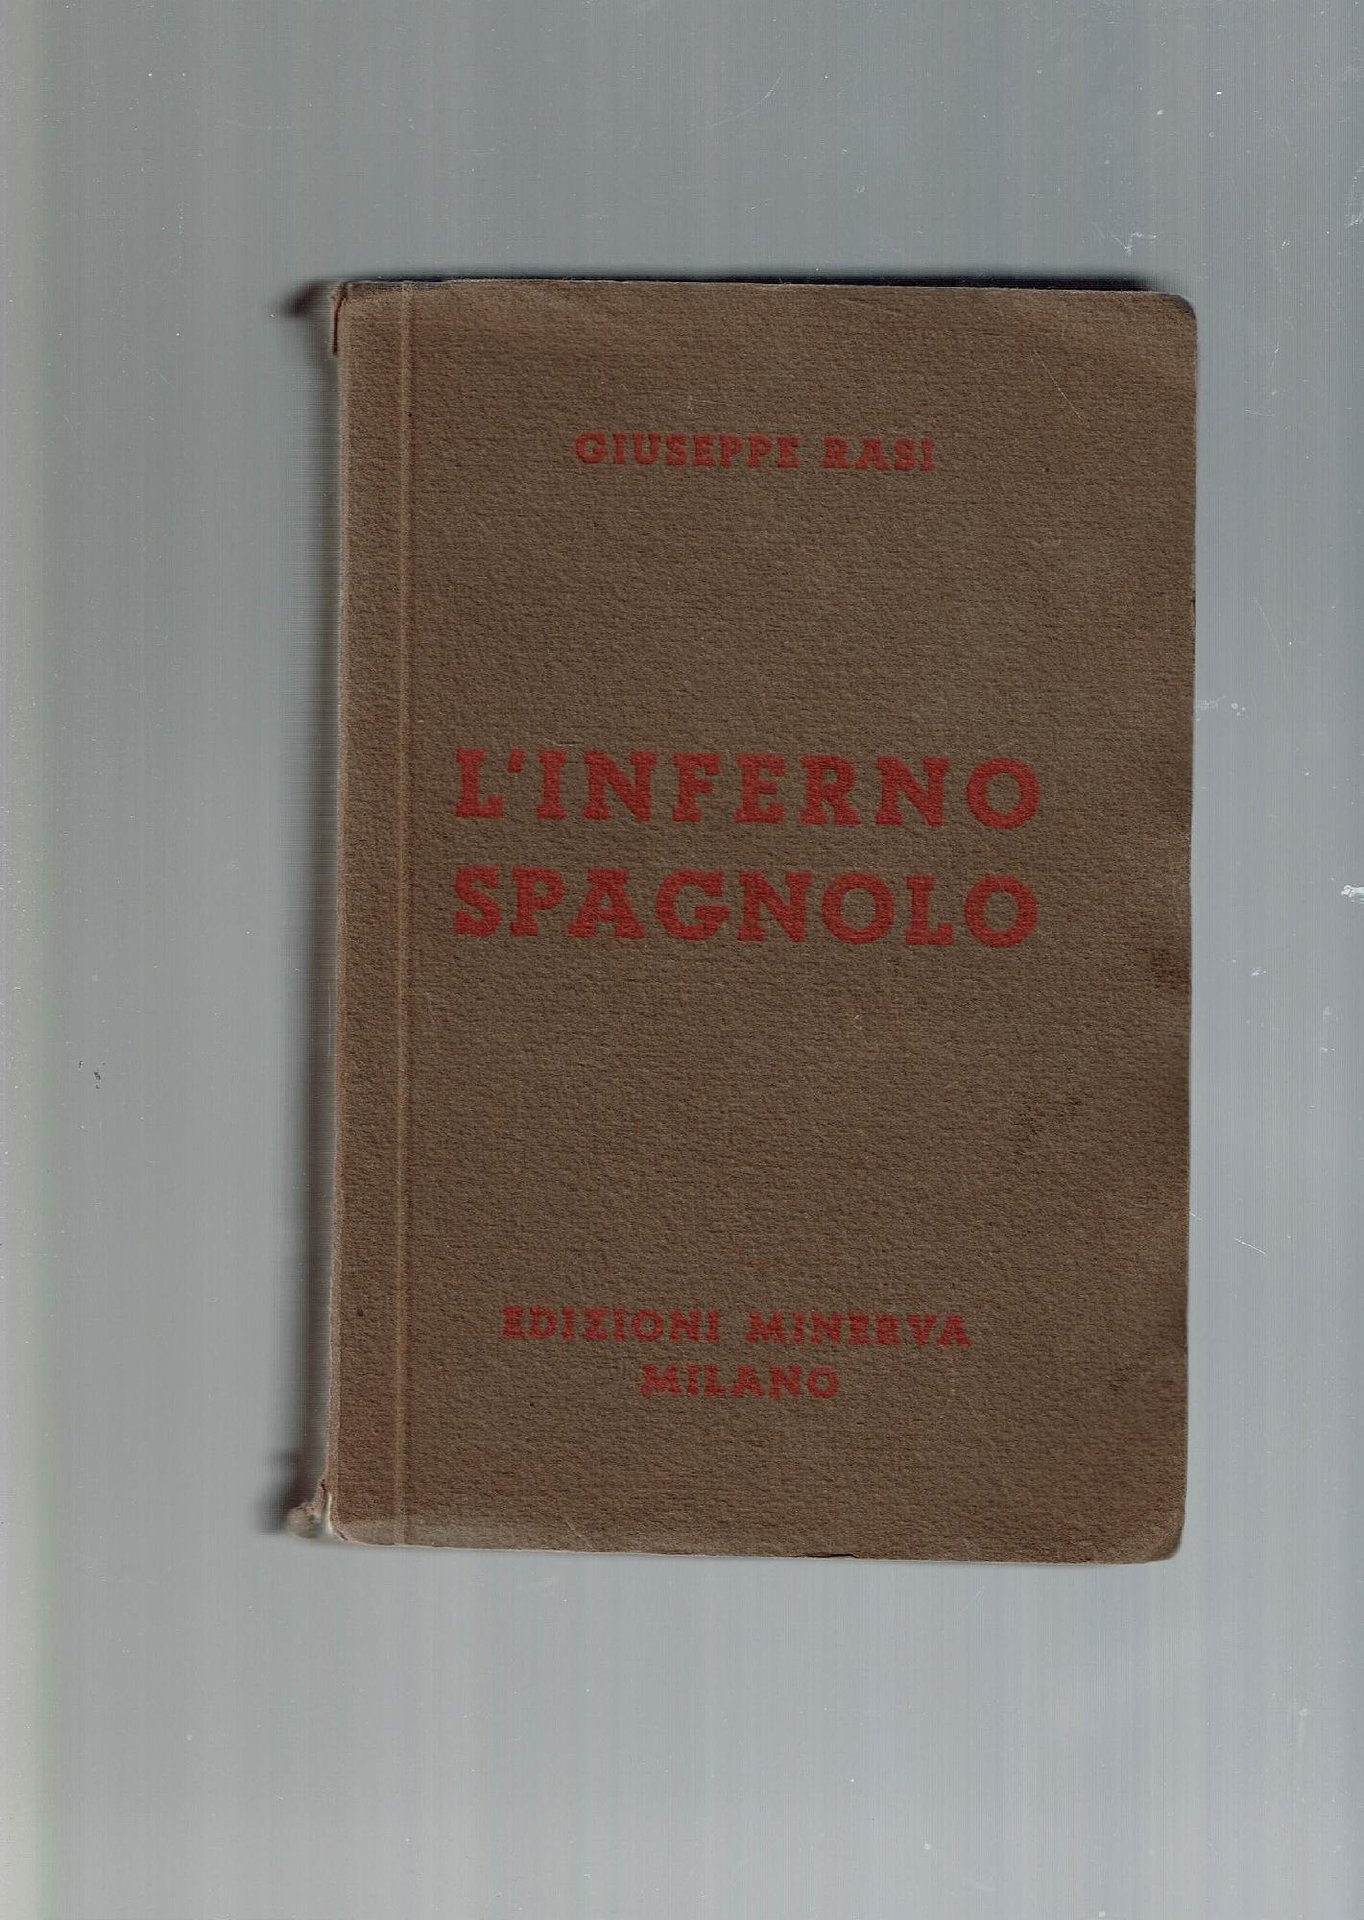 GIUSEPPE RASI
L'INFERNO
SPAGNOLO
EDIZIONI MINERVA
MILANO